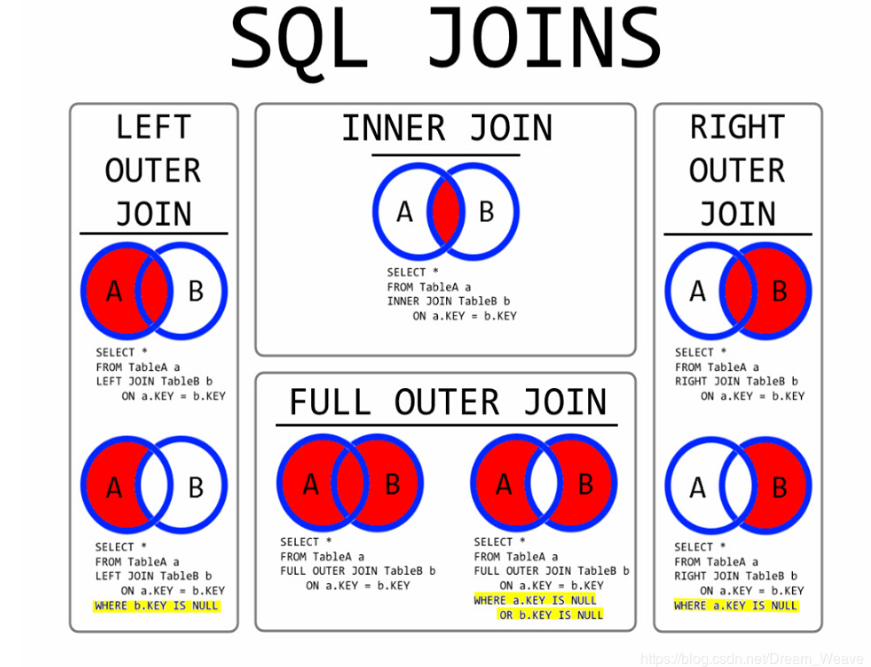 SQL JOINS
LEFT
OUTER
JOIN
A
B
SELECT *
FROM TableA a
LEFT JOIN TableB b
ON a.KEY = b.KEY
A
B
SELECT *
FROM TableA a
LEFT JOIN TableB b
ON a.KEY = b.KEY
WHERE b.KEY IS NULL
INNER JOIN
A
B
SELECT *
FROM TableA a
INNER JOIN TableB b
ON a.KEY = b.KEY
FULL OUTER JOIN
A
B
SELECT *
FROM TableA a
FULL OUTER JOIN TableB b
ON a.KEY = b.KEY
A
B
SELECT *
FROM TableA a
FULL OUTER JOIN TableB b
ON a.KEY = b.KEY
WHERE a.KEY IS NULL
OR b.KEY IS NULL
RIGHT
OUTER
JOIN
A
B
SELECT *
FROM TableA a
RIGHT JOIN TableB b
ON a.KEY = b.KEY
A
B
SELECT *
FROM TableA a
RIGHT JOIN TableB b
ON a.KEY = b.KEY
WHERE a.KEY IS NULL
https://blog.csdn.net/Dream_Weave